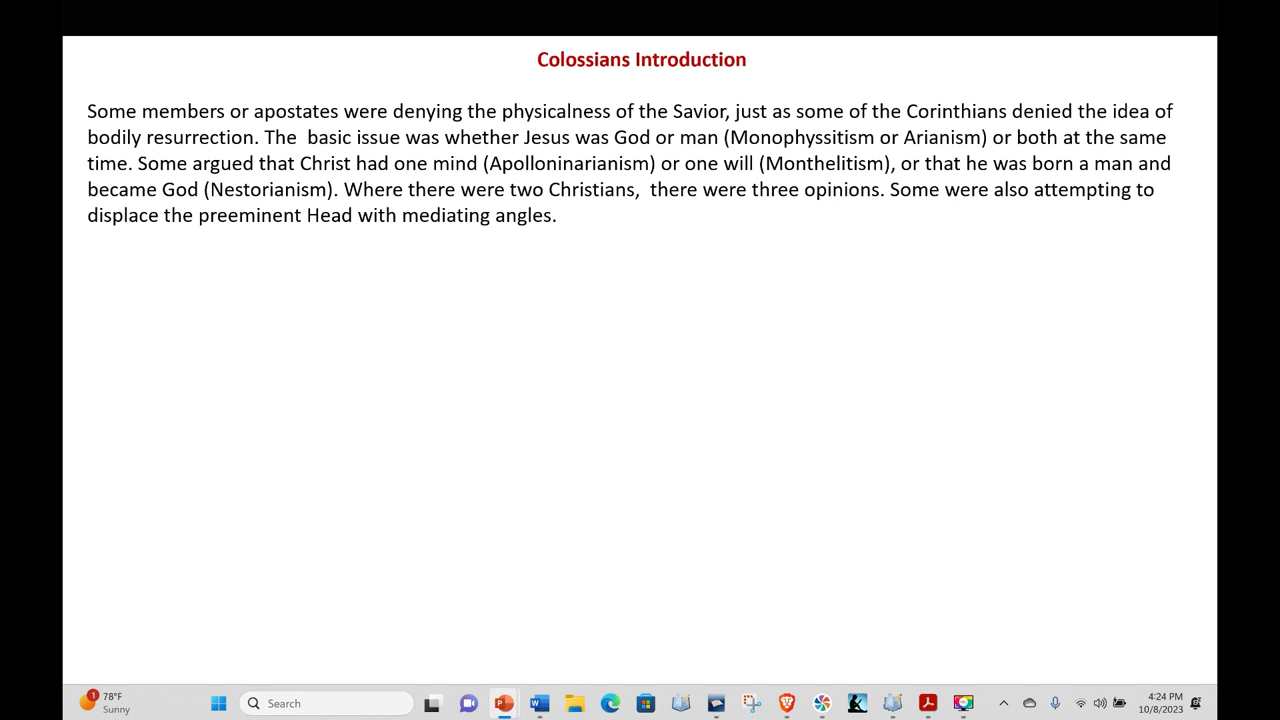 Colossians Introduction
Some members or apostates were denying the physicalness of the Savior, just as some of the Corinthians denied the idea of
bodily resurrection. The  basic issue was whether Jesus was God or man (Monophyssitism or Arianism) or both at the same
time. Some argued that Christ had one mind (Apolloninarianism) or one will (Monthelitism), or that he was born a man and
became God (Nestorianism). Where there were two Christians,  there were three opinions. Some were also attempting to
displace the preeminent Head with mediating angles.
1
78°F
Sunny
Search
4:24 PM
10/8/2023